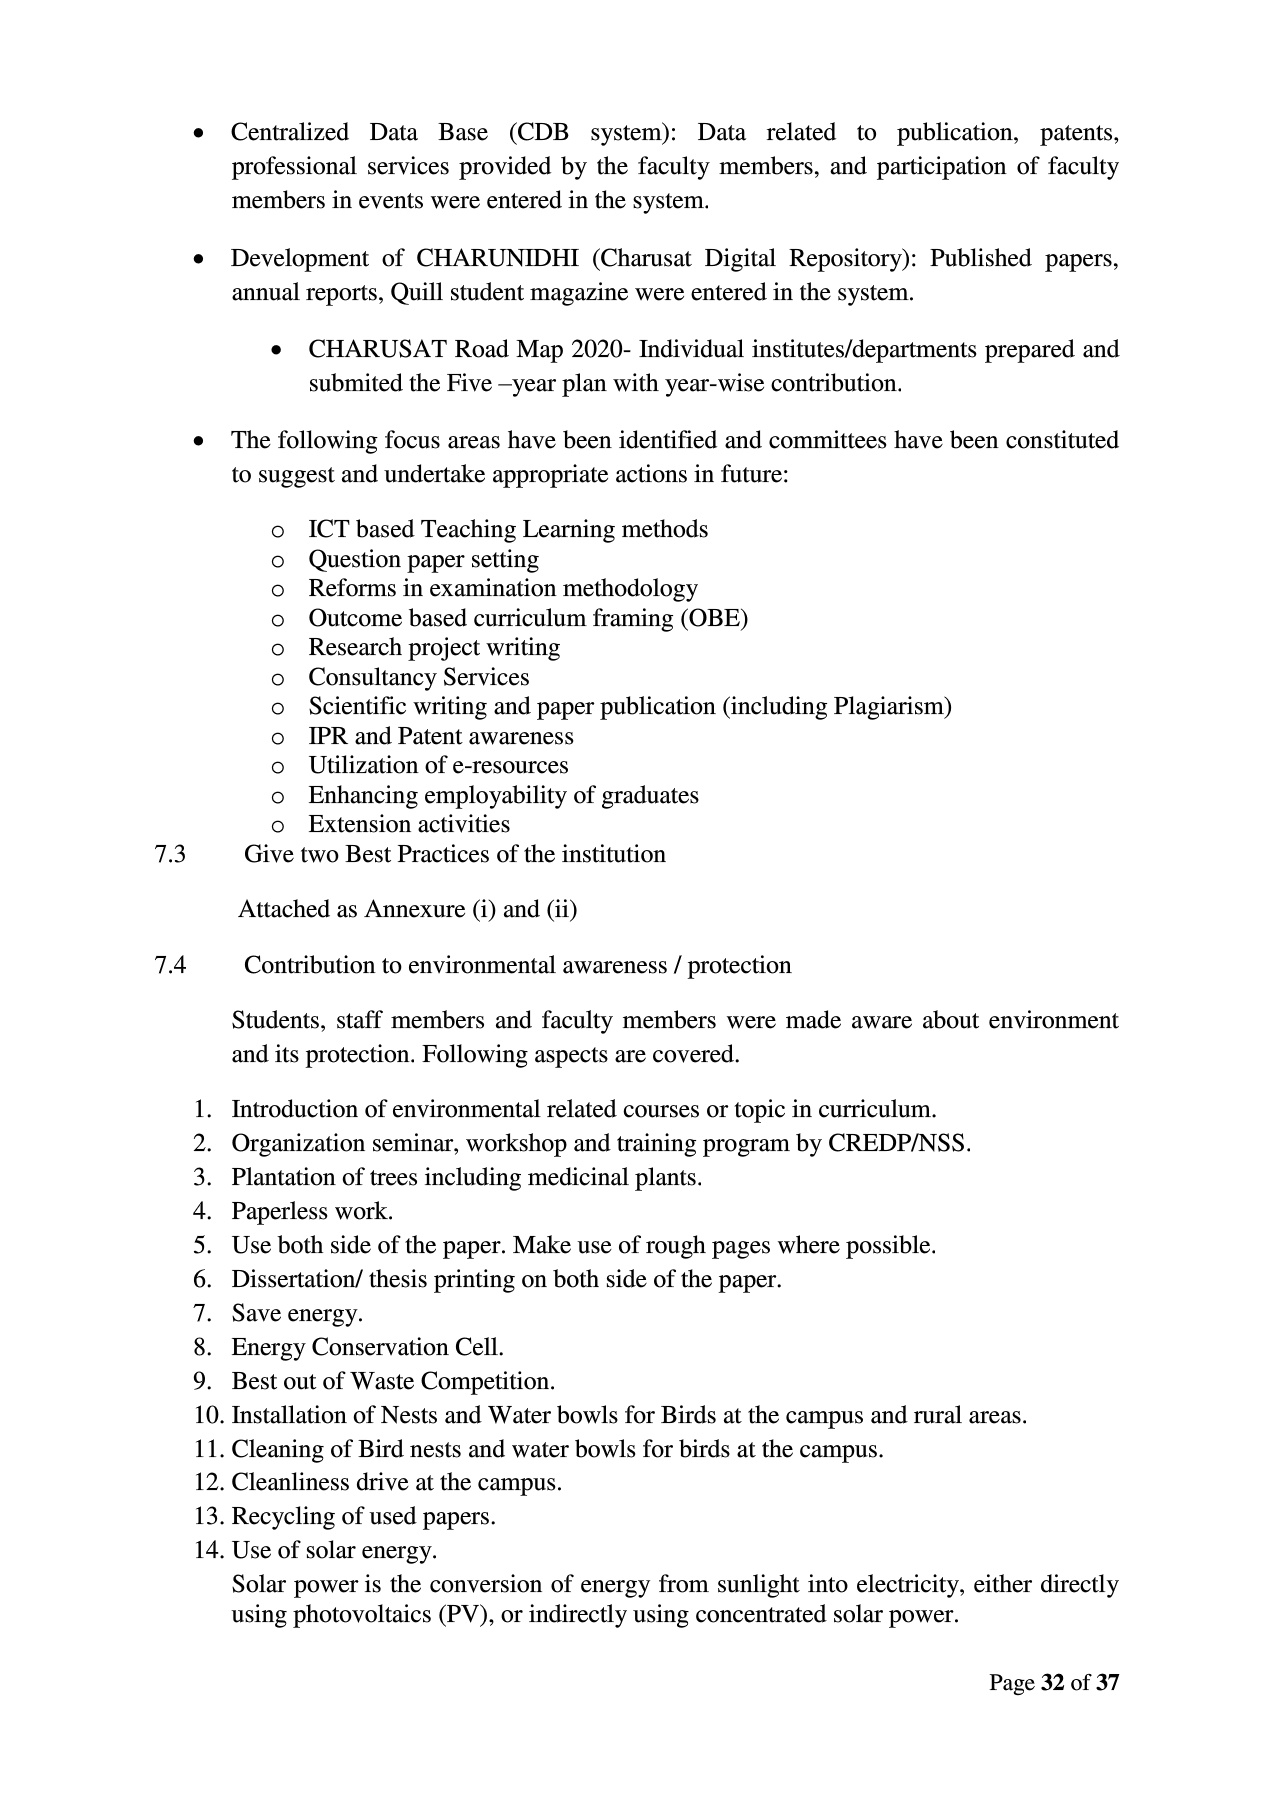 • Centralized Data Base (CDB system): Data related to publication, patents,
professional services provided by the faculty members, and participation of faculty
members in events were entered in the system.
• Development of CHARUNIDHI (Charusat Digital Repository): Published papers,
annual reports, Quill student magazine were entered in the system.
• CHARUSAT Road Map 2020- Individual institutes/departments prepared and
submited the Five –year plan with year-wise contribution.
• The following focus areas have been identified and committees have been constituted
to suggest and undertake appropriate actions in future:
o ICT based Teaching Learning methods
o Question paper setting
o Reforms in examination methodology
o Outcome based curriculum framing (OBE)
o Research project writing
o Consultancy Services
o Scientific writing and paper publication (including Plagiarism)
o IPR and Patent awareness
o Utilization of e-resources
o Enhancing employability of graduates
o Extension activities
7.3 Give two Best Practices of the institution
Attached as Annexure (i) and (ii)
7.4 Contribution to environmental awareness / protection
Students, staff members and faculty members were made aware about environment
and its protection. Following aspects are covered.
1. Introduction of environmental related courses or topic in curriculum.
2. Organization seminar, workshop and training program by CREDP/NSS.
3. Plantation of trees including medicinal plants.
4. Paperless work.
5. Use both side of the paper. Make use of rough pages where possible.
6. Dissertation/ thesis printing on both side of the paper.
7. Save energy.
8. Energy Conservation Cell.
9. Best out of Waste Competition.
10. Installation of Nests and Water bowls for Birds at the campus and rural areas.
11. Cleaning of Bird nests and water bowls for birds at the campus.
12. Cleanliness drive at the campus.
13. Recycling of used papers.
14. Use of solar energy.
Solar power is the conversion of energy from sunlight into electricity, either directly
using photovoltaics (PV), or indirectly using concentrated solar power.
Page 32 of 37